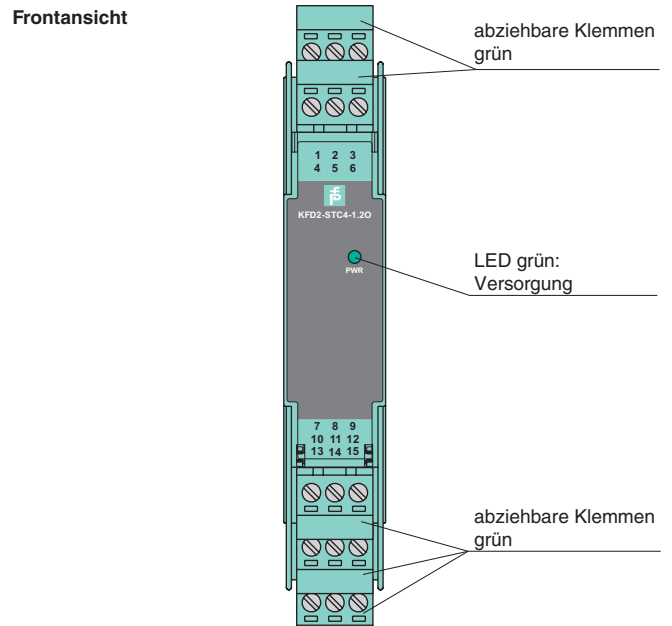 Frontansicht
abziehbare Klemmen
grün
1 2 3
4 5 6
KFD2-STC4-1.2O
PWR
LED grün:
Versorgung
7 8 9
10 11 12
13 14 15
abziehbare Klemmen
grün